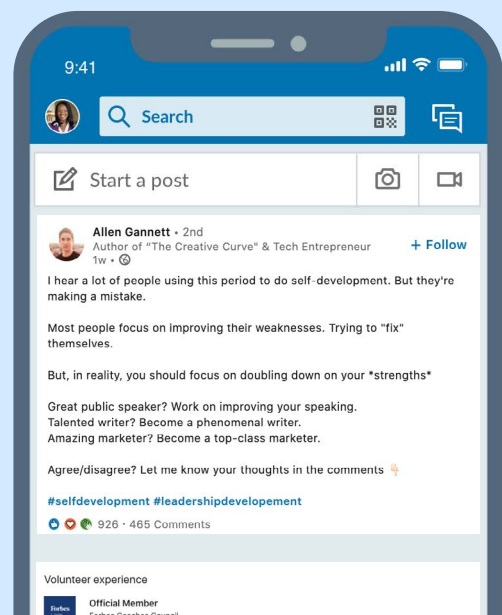 9:41
Search
Start a post
Allen Gannett • 2nd
Author of "The Creative Curve" & Tech Entrepreneur
1w •
+ Follow
I hear a lot of people using this period to do self-development. But they're
making a mistake.
Most people focus on improving their weaknesses. Trying to "fix"
themselves.
But, in reality, you should focus on doubling down on your *strengths*
Great public speaker? Work on improving your speaking.
Talented writer? Become a phenomenal writer.
Amazing marketer? Become a top-class marketer.
Agree/disagree? Let me know your thoughts in the comments 👇🏻
#selfdevelopment #leadershipdevelopement
926 · 465 Comments
Volunteer experience
Forbes
Official Member
Forbes Coaches Council